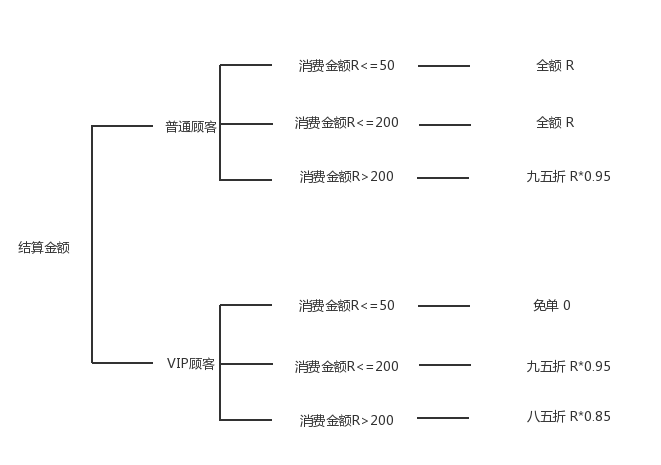 消费金额R<=50
全额 R
消费金额R<=200
全额 R
普通顾客
消费金额R>200
九五折 R*0.95
结算金额
消费金额R<=50
免单 0
VIP顾客
消费金额R<=200
九五折 R*0.95
消费金额R>200
八五折 R*0.85